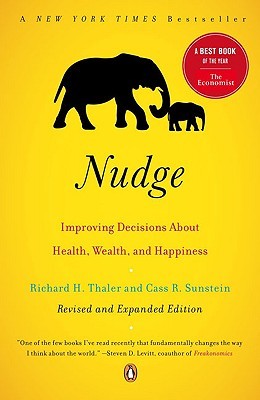 A NEW YORK TIMES Bestseller
A BEST BOOK
OF THE YEAR
The Economist
Nudge
Improving Decisions About
Health, Wealth, and Happiness
Richard H. Thaler and Cass R. Sunstein
Revised and Expanded Edition
"One of the few books I've read recently that fundamentally changes the way
I think about the world." –Steven D. Levitt, coauthor of Freakonomics